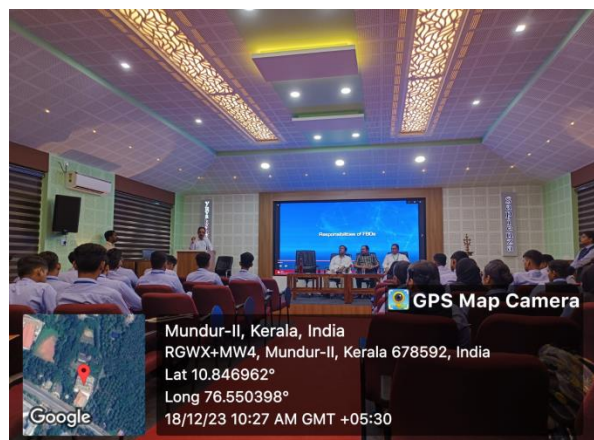 Responsibilities of FBOs
GPS Map Camera
Mundur-II, Kerala, India
RGWX+MW4, Mundur-II, Kerala 678592, India
Lat 10.846962°
Long 76.550398°
18/12/23 10:27 AM GMT +05:30
Google